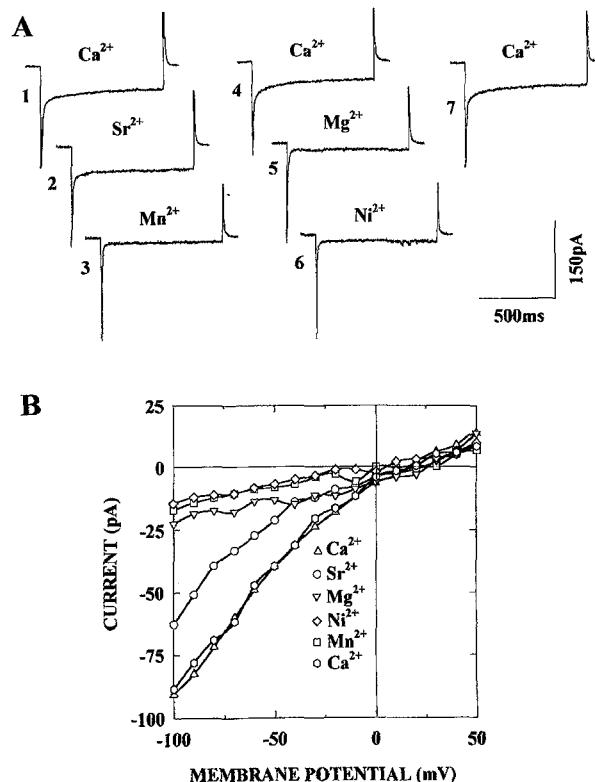 A
Ca²⁺
1
Ca²⁺
4
Ca²⁺
7
Sr²⁺
2
Mg²⁺
5
Mn²⁺
3
Ni²⁺
6
150pA
500ms
B
25
0
-25
-50
-75
-100
CURRENT (pA)
Ca²⁺
Sr²⁺
Mg²⁺
Ni²⁺
Mn²⁺
Ca²⁺
-100
-50
0
50
MEMBRANE POTENTIAL (mV)